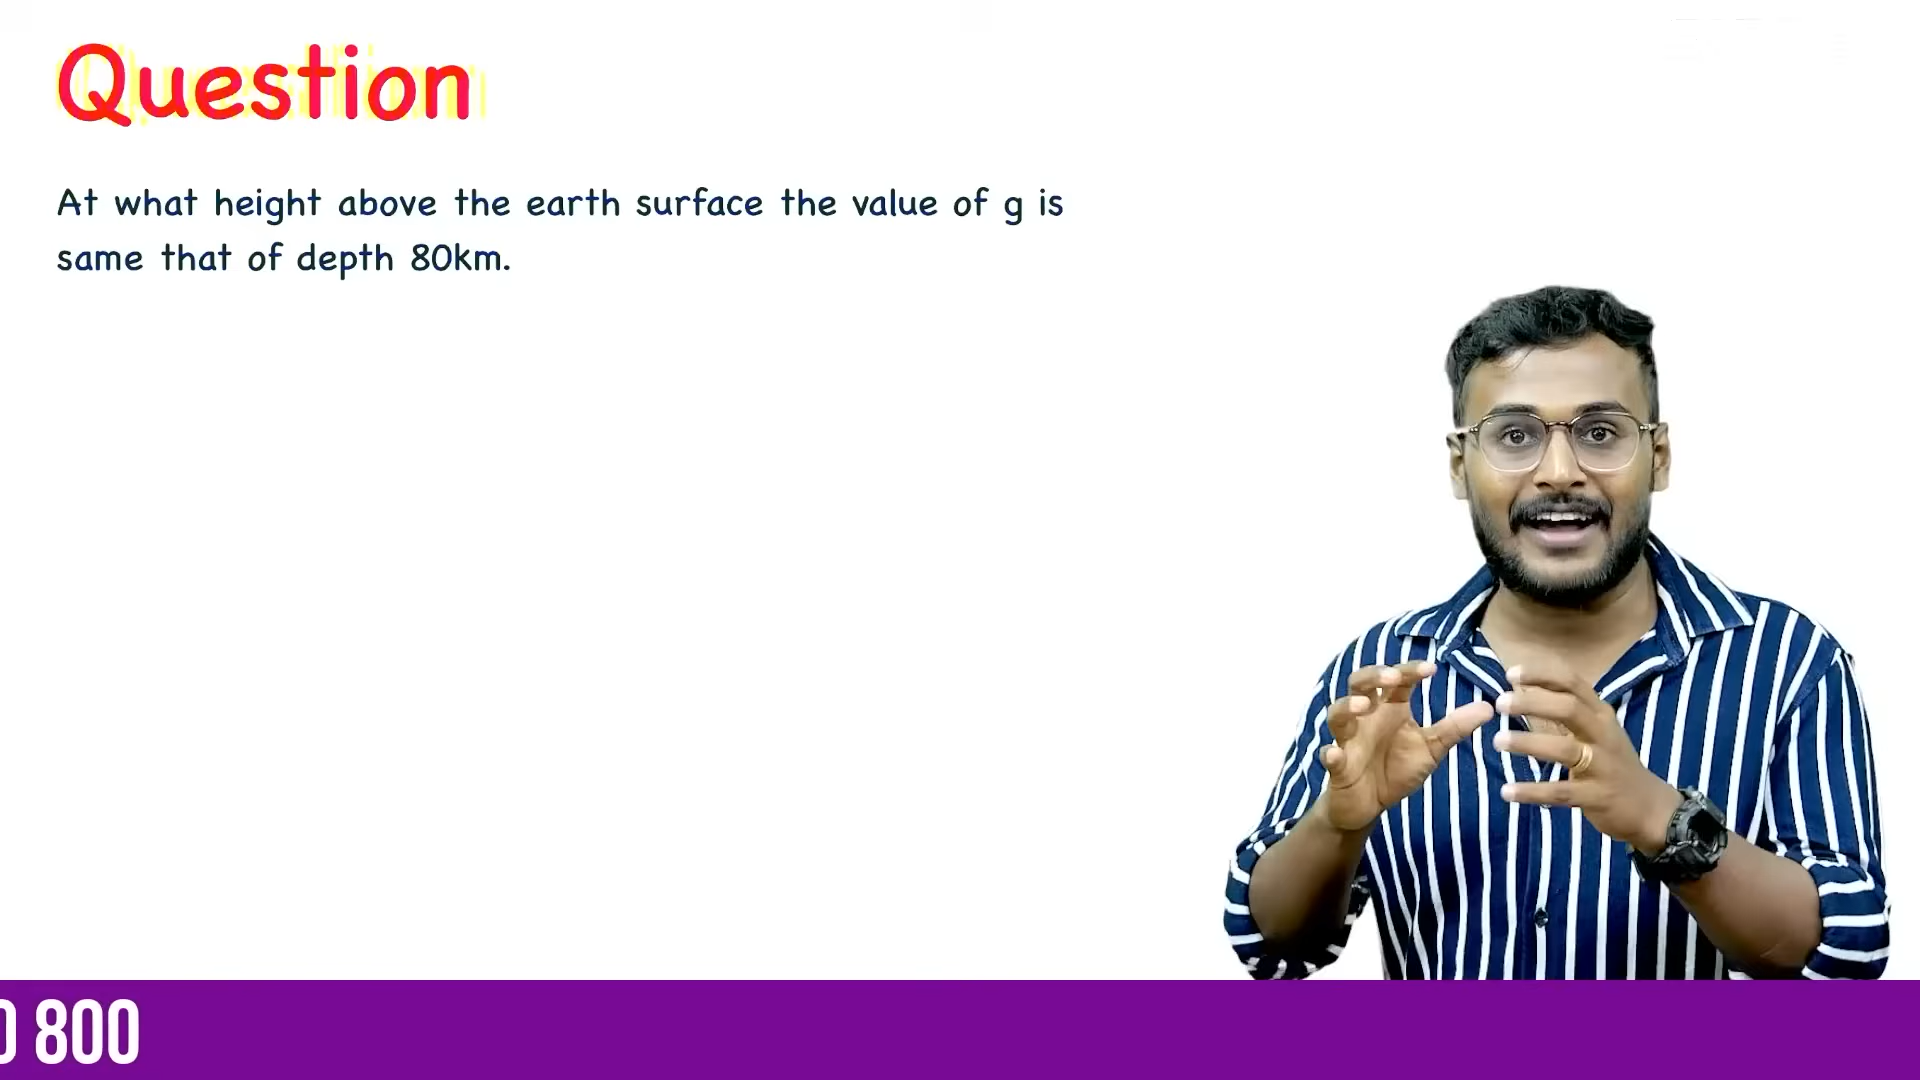 Question
At what height above the earth surface the value of g is
same that of depth 80km.
800